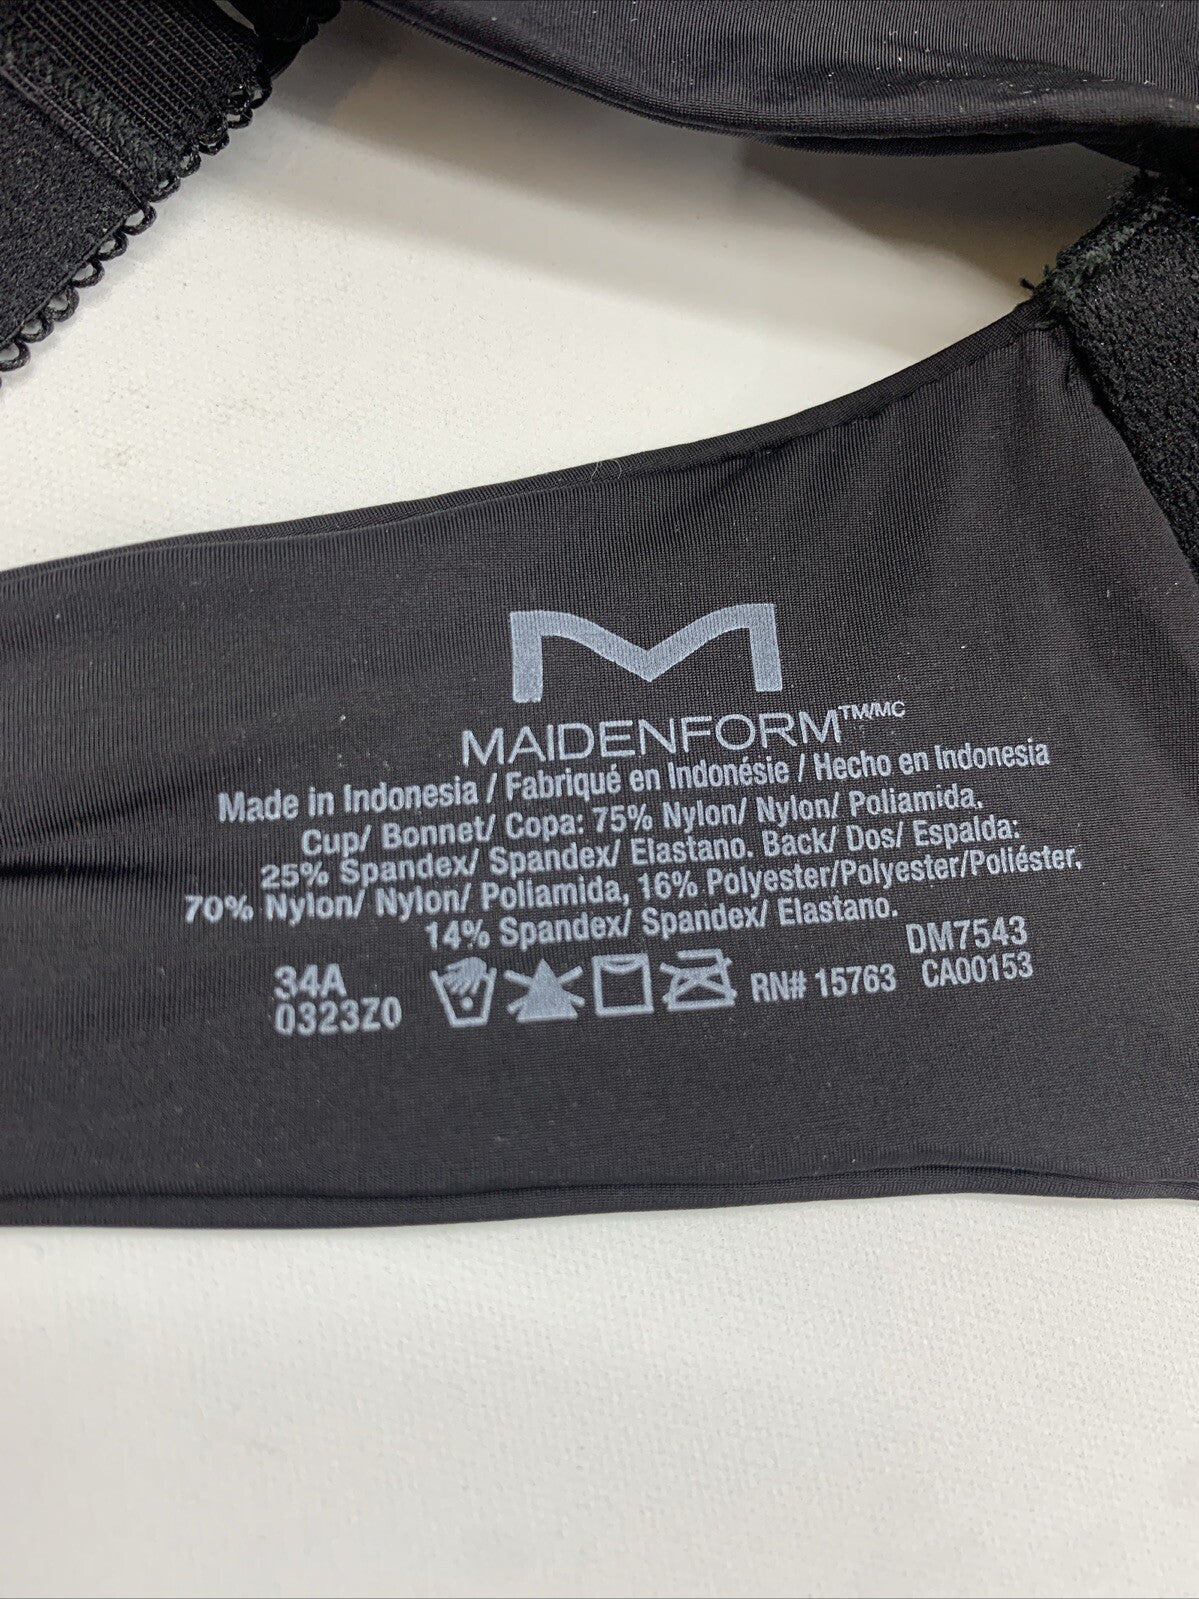 MAIDENFORM™/MC
Made in Indonesia / Fabriqué en Indonésie / Hecho en Indonesia
Cup/ Bonnet/ Copa: 75% Nylon/ Nylon/ Poliamida.
25% Spandex/ Spandex/ Elastano. Back/ Dos/ Espalda:
70% Nylon/ Nylon/ Poliamida, 16% Polyester/Polyester/Poliéster,
14% Spandex/ Spandex/ Elastano.
DM7543
34A
0323Z0
RN# 15763
CA00153